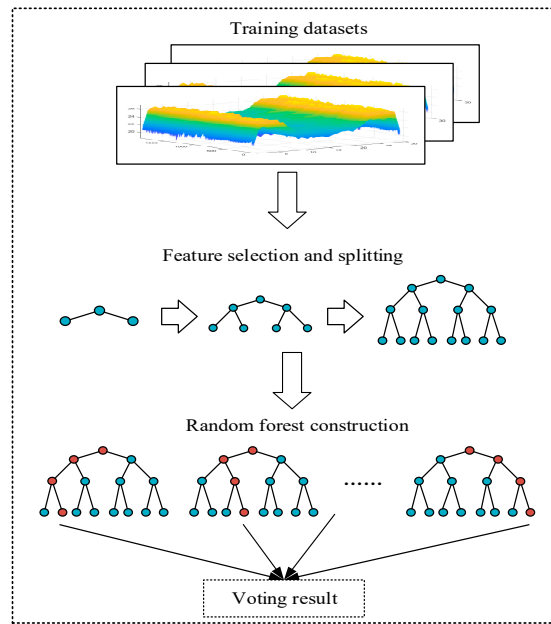 Training datasets
Feature selection and splitting
Random forest construction
......
Voting result